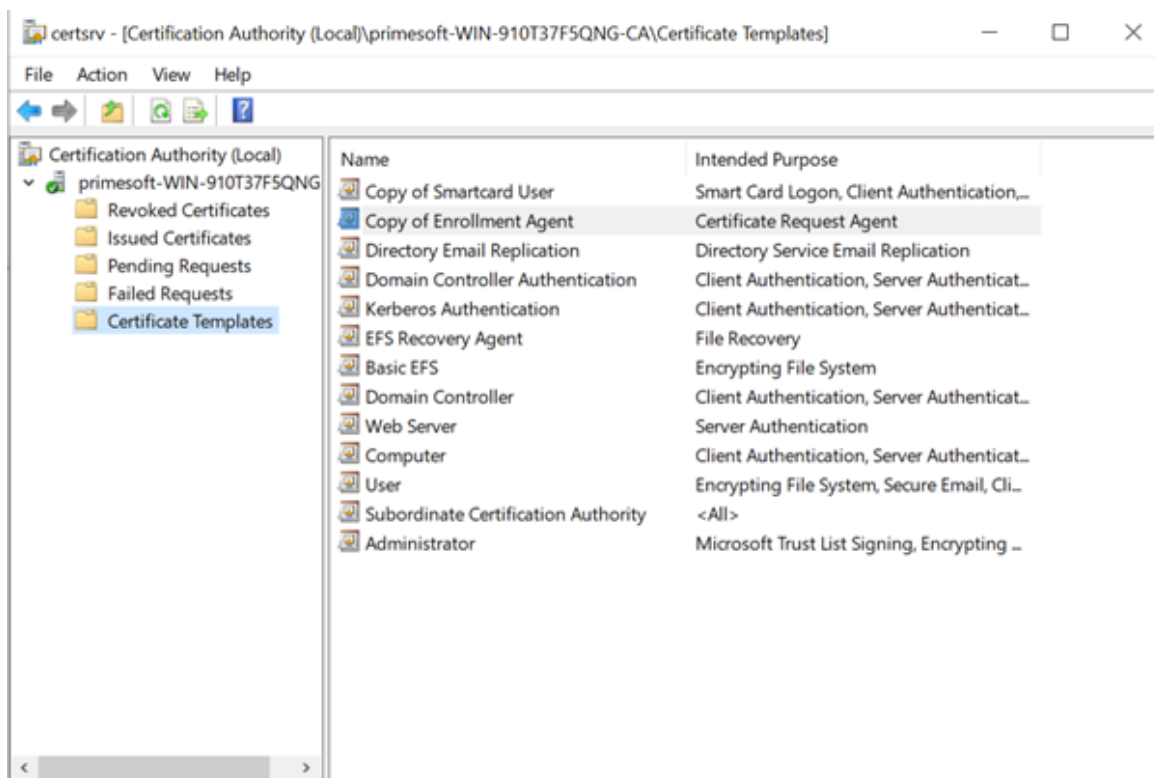 certsrv - [Certification Authority (Local)\primesoft-WIN-910T37F5QNG-CA\Certificate Templates]
File Action View Help
Certification Authority (Local)
primesoft-WIN-910T37F5QNG
Revoked Certificates
Issued Certificates
Pending Requests
Failed Requests
Certificate Templates
Name Intended Purpose
Copy of Smartcard User Smart Card Logon, Client Authentication,...
Copy of Enrollment Agent Certificate Request Agent
Directory Email Replication Directory Service Email Replication
Domain Controller Authentication Client Authentication, Server Authenticat...
Kerberos Authentication Client Authentication, Server Authenticat...
EFS Recovery Agent File Recovery
Basic EFS Encrypting File System
Domain Controller Client Authentication, Server Authenticat...
Web Server Server Authentication
Computer Client Authentication, Server Authenticat...
User Encrypting File System, Secure Email, Cli...
Subordinate Certification Authority <All>
Administrator Microsoft Trust List Signing, Encrypting ...